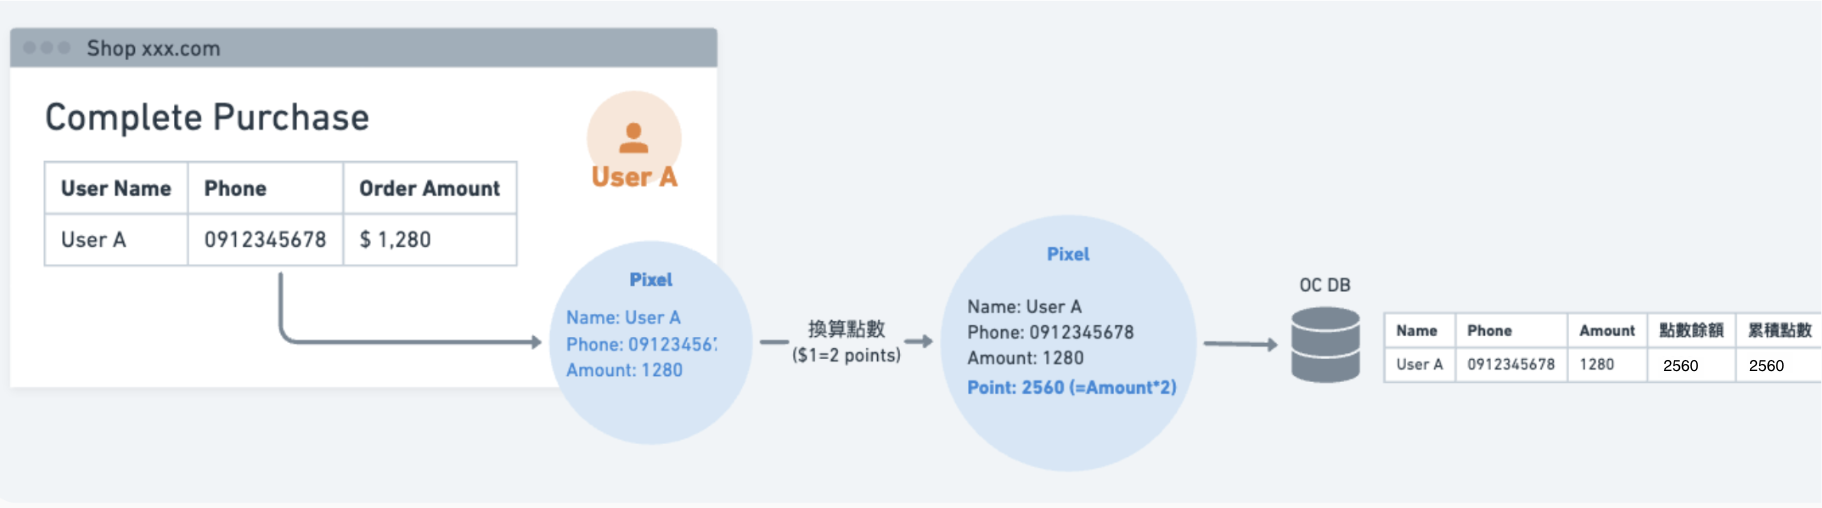 Shop xxx.com
Complete Purchase
User A
User Name Phone Order Amount
User A 0912345678 $ 1,280
Pixel
Name: User A
Phone: 091234567
Amount: 1280
換算點數
($1=2 points)
Pixel
Name: User A
Phone: 0912345678
Amount: 1280
Point: 2560 (=Amount*2)
OC DB
Name Phone Amount 點數餘額 累積點數
User A 0912345678 1280 2560 2560